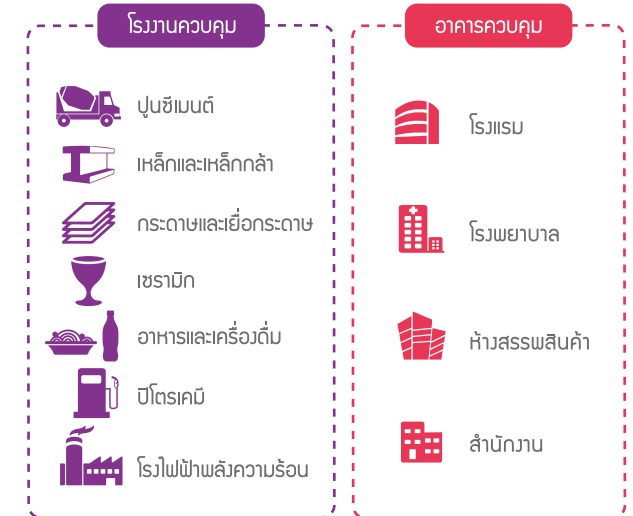 โรงงานควบคุม
ปูนซีเมนต์
เหล็กและเหล็กกล้า
กระดาษและเยื่อกระดาษ
เซรามิก
อาหารและเครื่องดื่ม
ปิโตรเคมี
โรงไฟฟ้าพลังความร้อน
อาคารควบคุม
โรงแรม
โรงพยาบาล
ห้างสรรพสินค้า
สำนักงาน